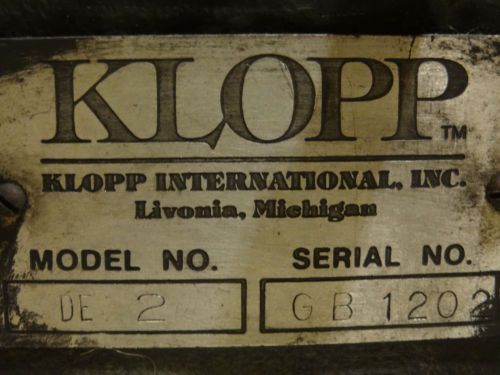 KLOPP TM
KLOPP INTERNATIONAL, INC.
Livonia, Michigan
MODEL NO. SERIAL NO.
DE 2 GB 1202